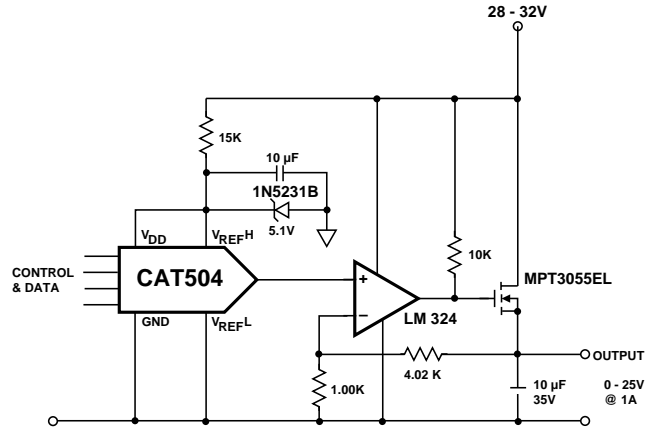 28 - 32V
15K
10 µF
1N5231B
5.1V
VDD
VREFH
CONTROL
& DATA
CAT504
GND
VREFL
+
−
LM 324
10K
MPT3055EL
4.02 K
1.00K
OUTPUT
10 µF
35V
0 - 25V
@ 1A